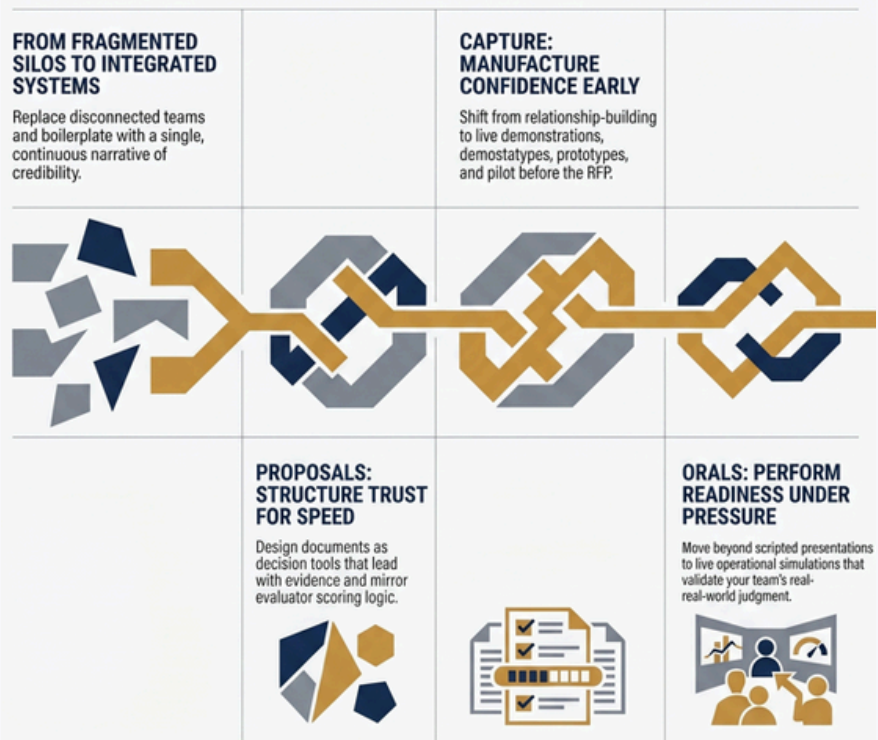 FROM FRAGMENTED
SILOS TO INTEGRATED
SYSTEMS
Replace disconnected teams
and boilerplate with a single,
continuous narrative of
credibility.
CAPTURE:
MANUFACTURE
CONFIDENCE EARLY
Shift from relationship-building
to live demonstrations,
demostatypes, prototypes,
and pilot before the RFP.
PROPOSALS:
STRUCTURE TRUST
FOR SPEED
Design documents as
decision tools that lead
with evidence and mirror
evaluator scoring logic.
ORALS: PERFORM
READINESS UNDER
PRESSURE
Move beyond scripted presentations
to live operational simulations that
validate your team's real-
real-world judgment.